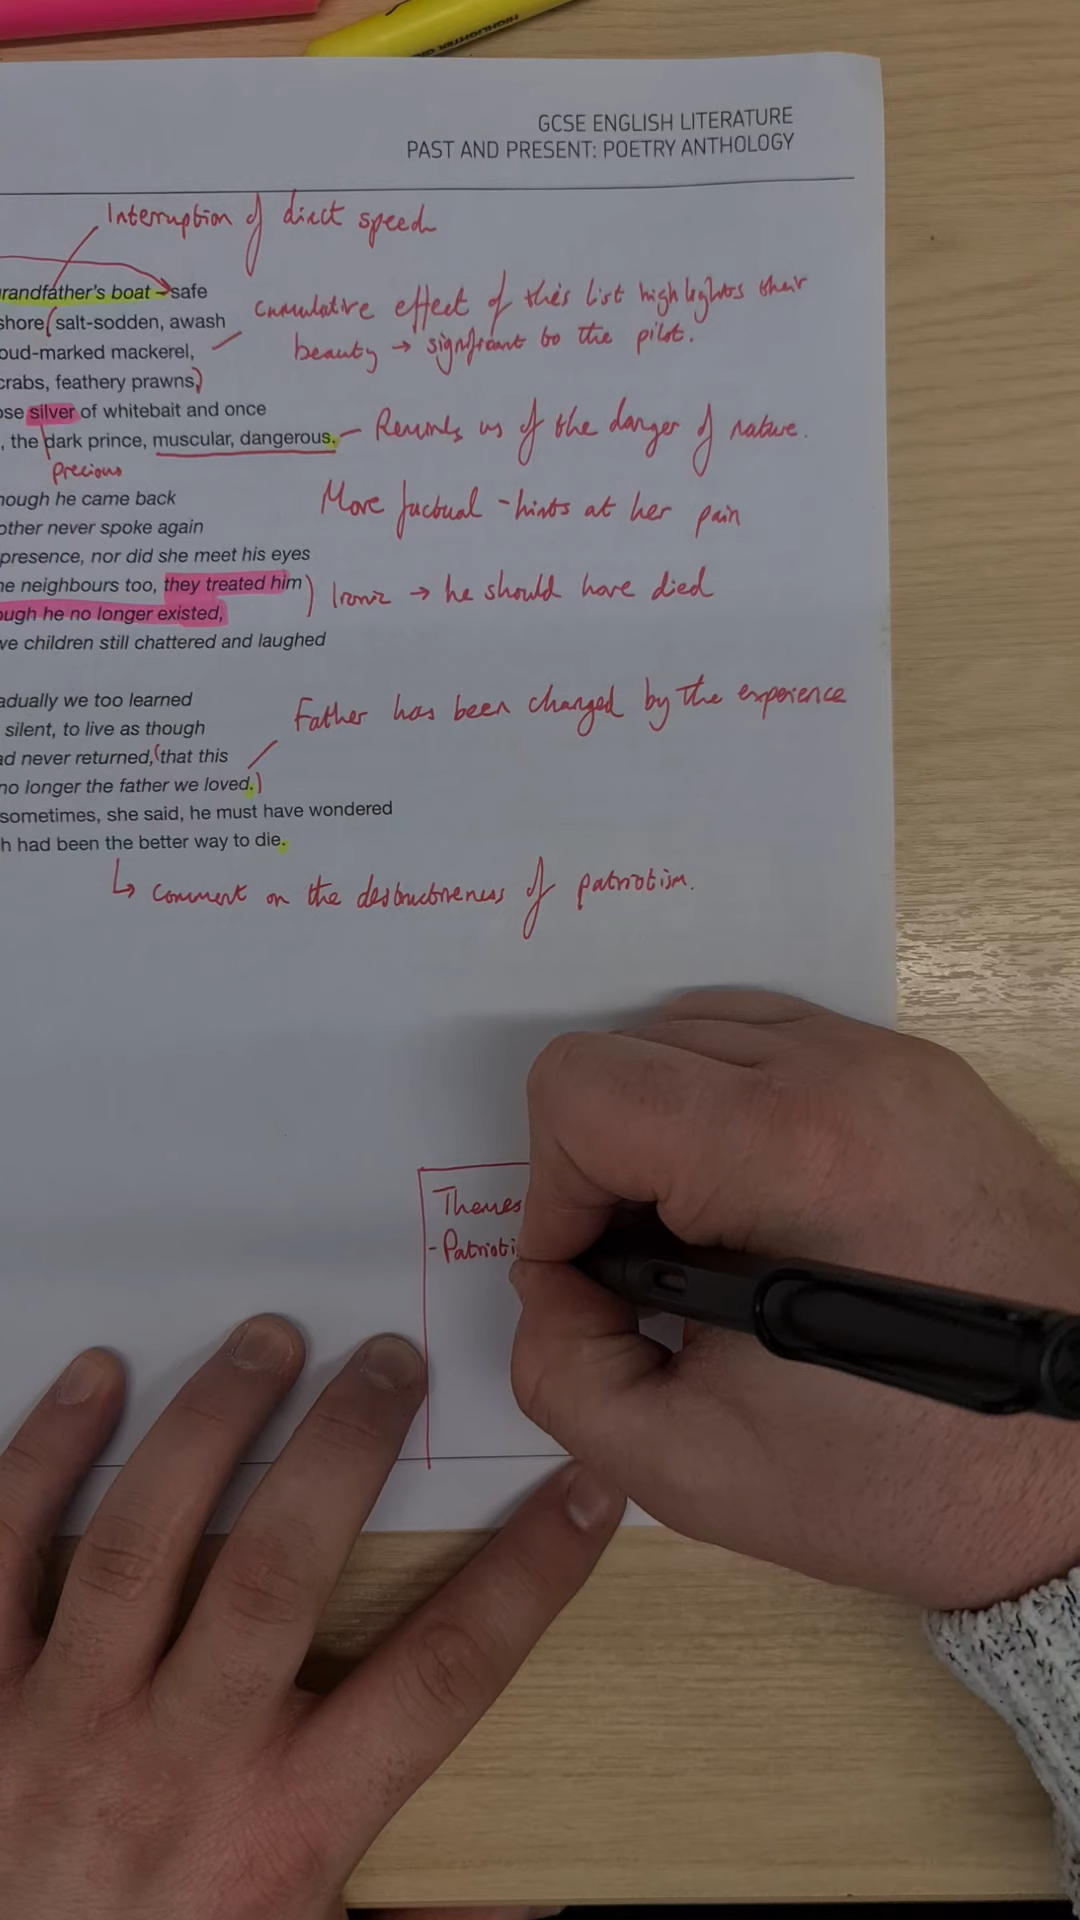 HIGHLIGHTER
GCSE ENGLISH LITERATURE
PAST AND PRESENT: POETRY ANTHOLOGY
Interruption of direct speech
randfather's boat – safe
shore, salt-sodden, awash
oud-marked mackerel,
crabs, feathery prawns,
cumulative effect of this list highlights their
beauty → significant to the pilot.
ose silver of whitebait and once
, the dark prince, muscular, dangerous.
Reminds us of the danger of nature.
precious
hough he came back
other never spoke again
presence, nor did she meet his eyes
More factual - hints at her pain
he neighbours too, they treated him
ough he no longer existed,
we children still chattered and laughed
Ironic → he should have died
adually we too learned
silent, to live as though
ad never returned, (that this
no longer the father we loved.)
Father has been changed by the experience
sometimes, she said, he must have wondered
h had been the better way to die.
↳ comment on the destructiveness of patriotism.
Themes
- Patrioti